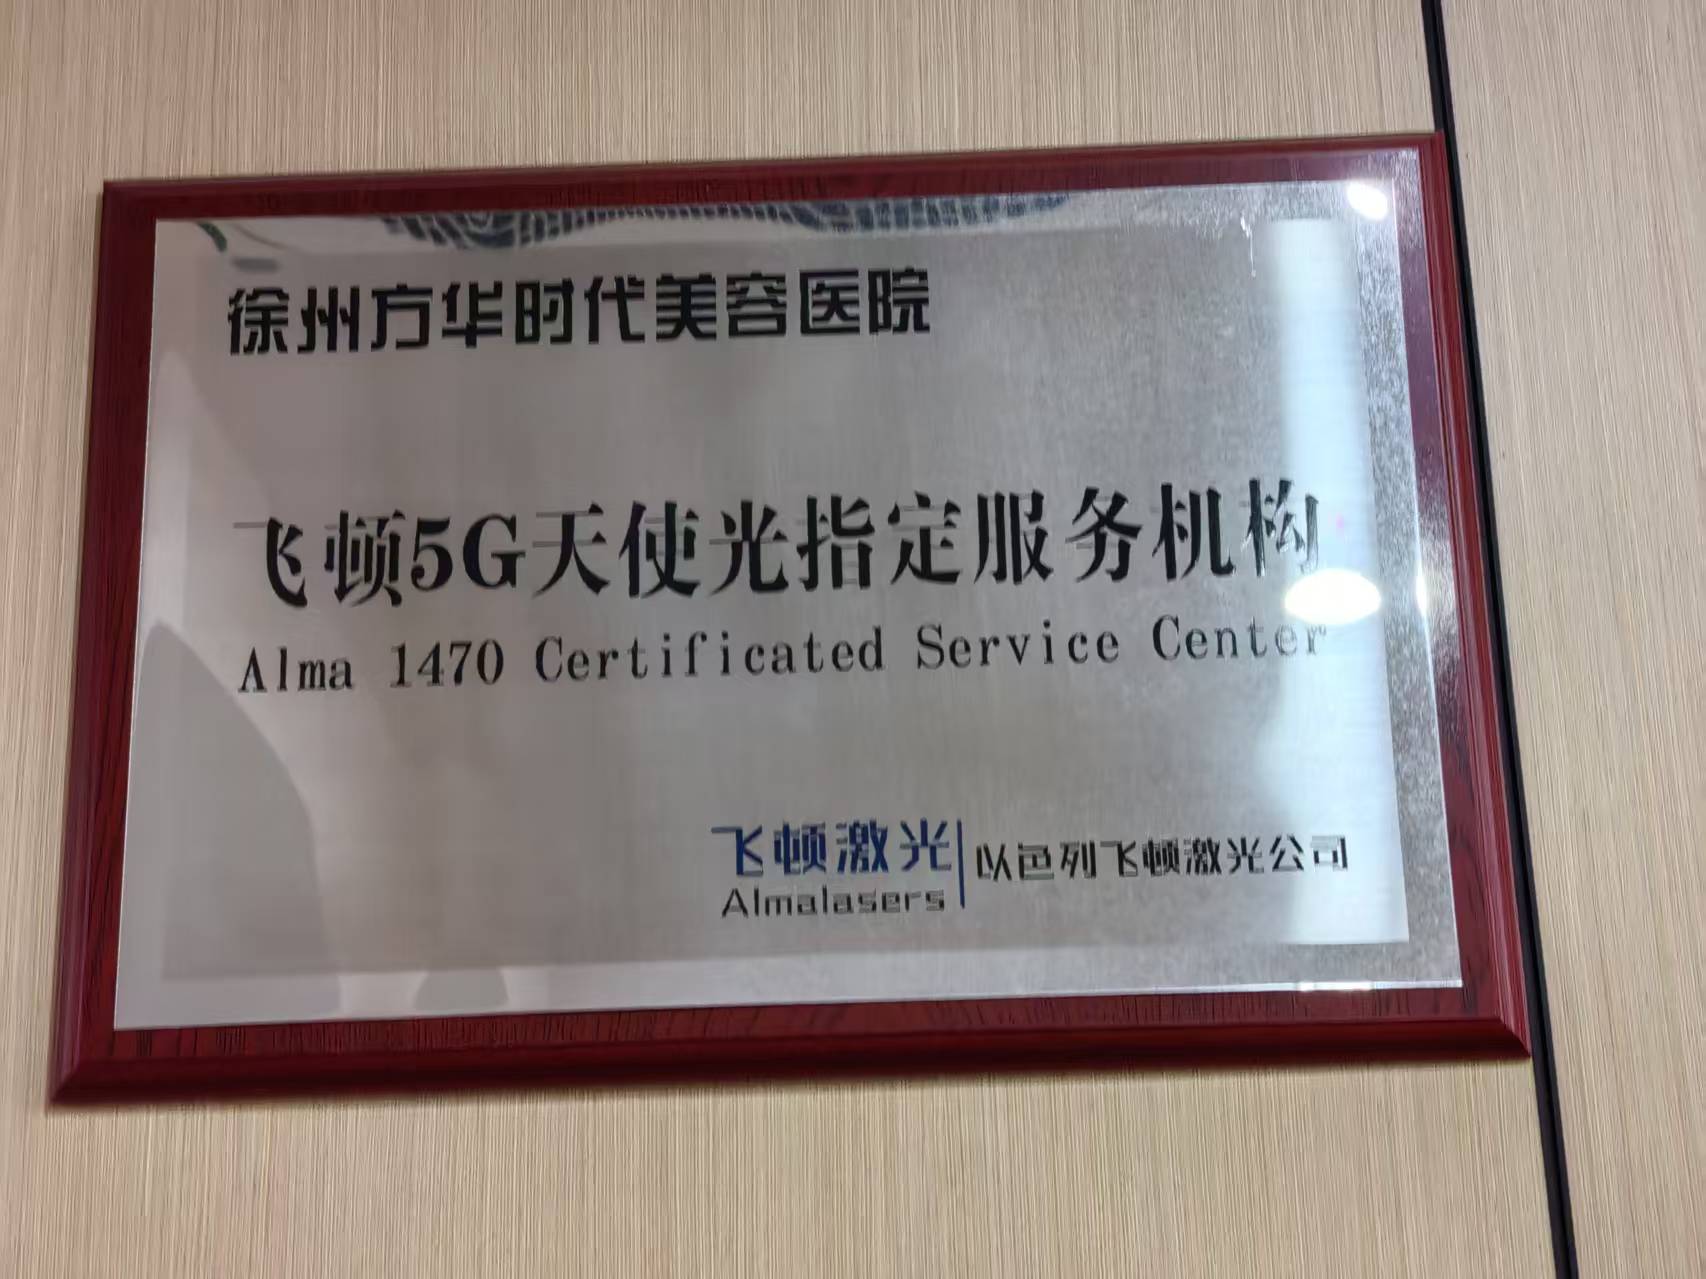 徐州方华时代美容医院
飞顿5G天使光指定服务机构
Alma 1470 Certificated Service Center
飞顿激光
Almalasers
以色列飞顿激光公司